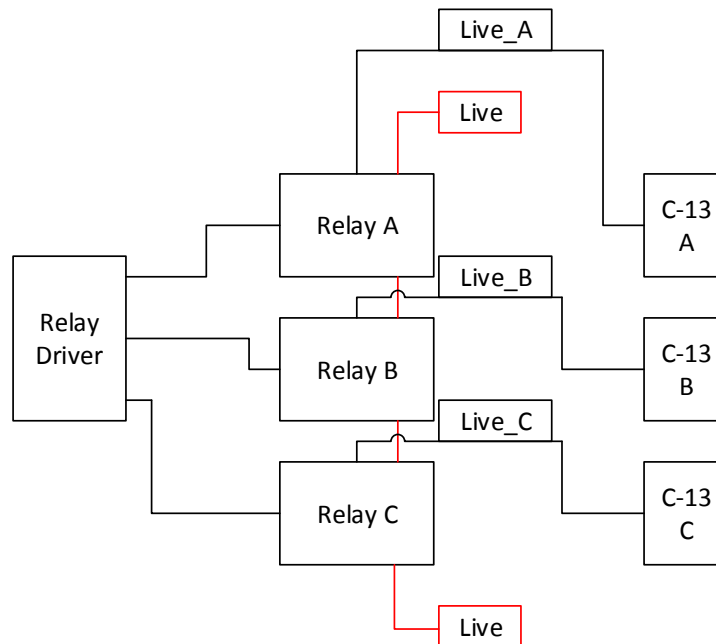 Live_A
Live
Relay A
C-13
A
Live_B
Relay
Driver
Relay B
C-13
B
Live_C
Relay C
C-13
C
Live